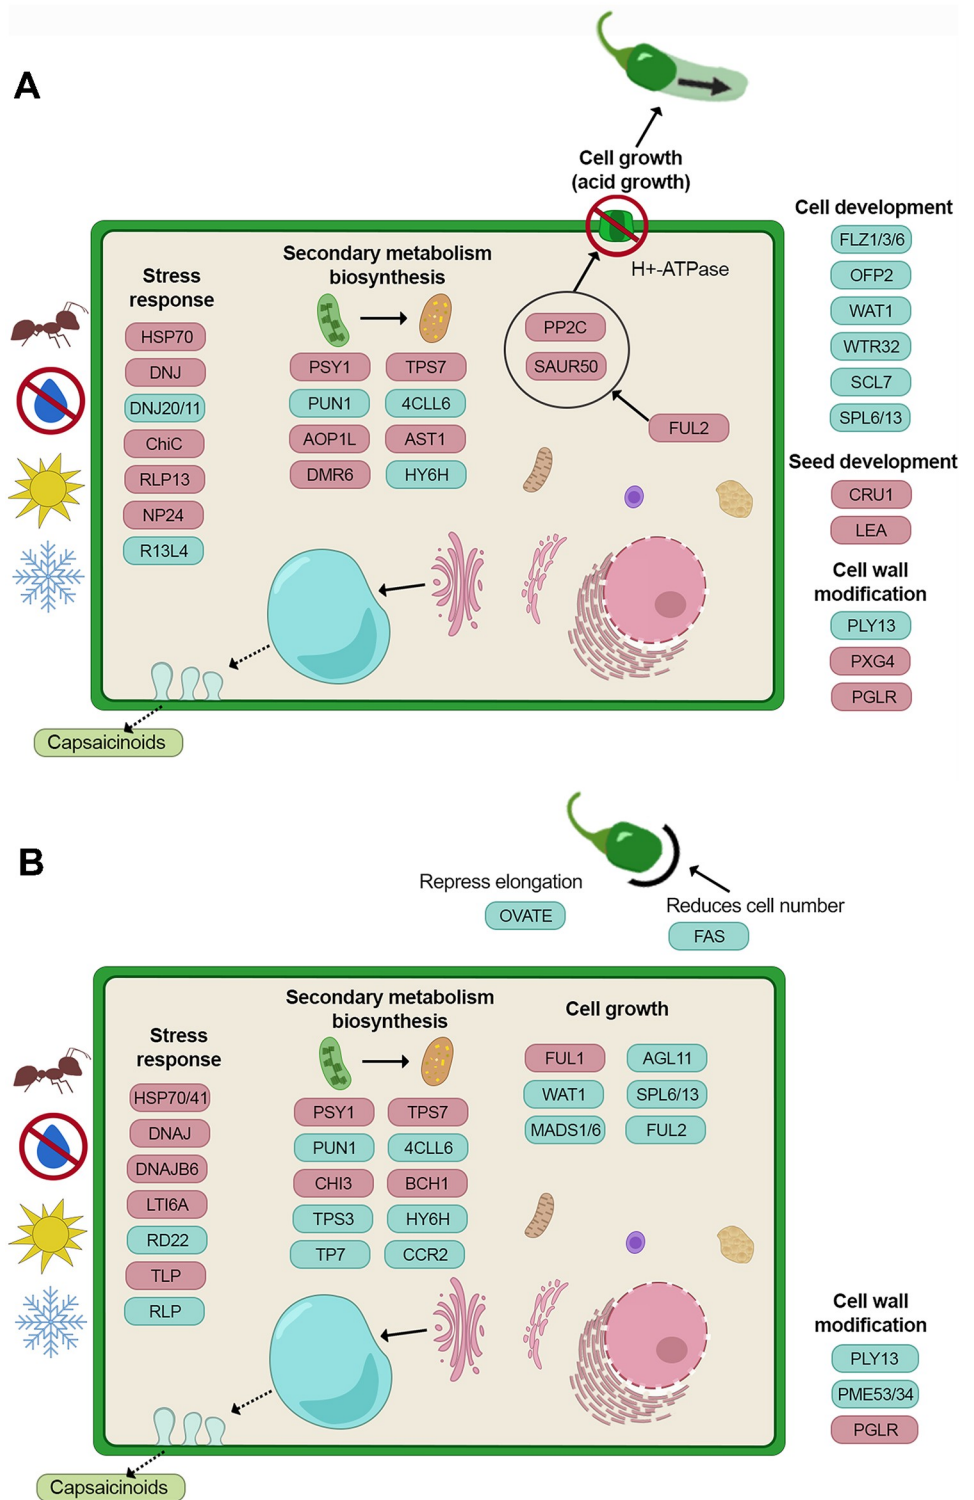 A
Cell growth
(acid growth)
H+-ATPase
Stress
response
HSP70
DNJ
DNJ20/11
ChiC
RLP13
NP24
R13L4
Secondary metabolism
biosynthesis
PSY1
TPS7
PUN1
4CLL6
AOP1L
AST1
DMR6
HY6H
PP2C
SAUR50
FUL2
Cell development
FLZ1/3/6
OFP2
WAT1
WTR32
SCL7
SPL6/13
Seed development
CRU1
LEA
Cell wall
modification
PLY13
PXG4
PGLR
Capsaicinoids
B
Repress elongation
OVATE
Reduces cell number
FAS
Stress
response
HSP70/41
DNAJ
DNAJB6
LTI6A
RD22
TLP
RLP
Secondary metabolism
biosynthesis
PSY1
TPS7
PUN1
4CLL6
CHI3
BCH1
TPS3
HY6H
TP7
CCR2
Cell growth
FUL1
AGL11
WAT1
SPL6/13
MADS1/6
FUL2
Cell wall
modification
PLY13
PME53/34
PGLR
Capsaicinoids